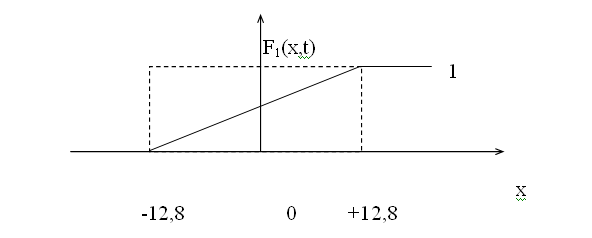 F₁(x,t)
1
x
-12,8 0 +12,8